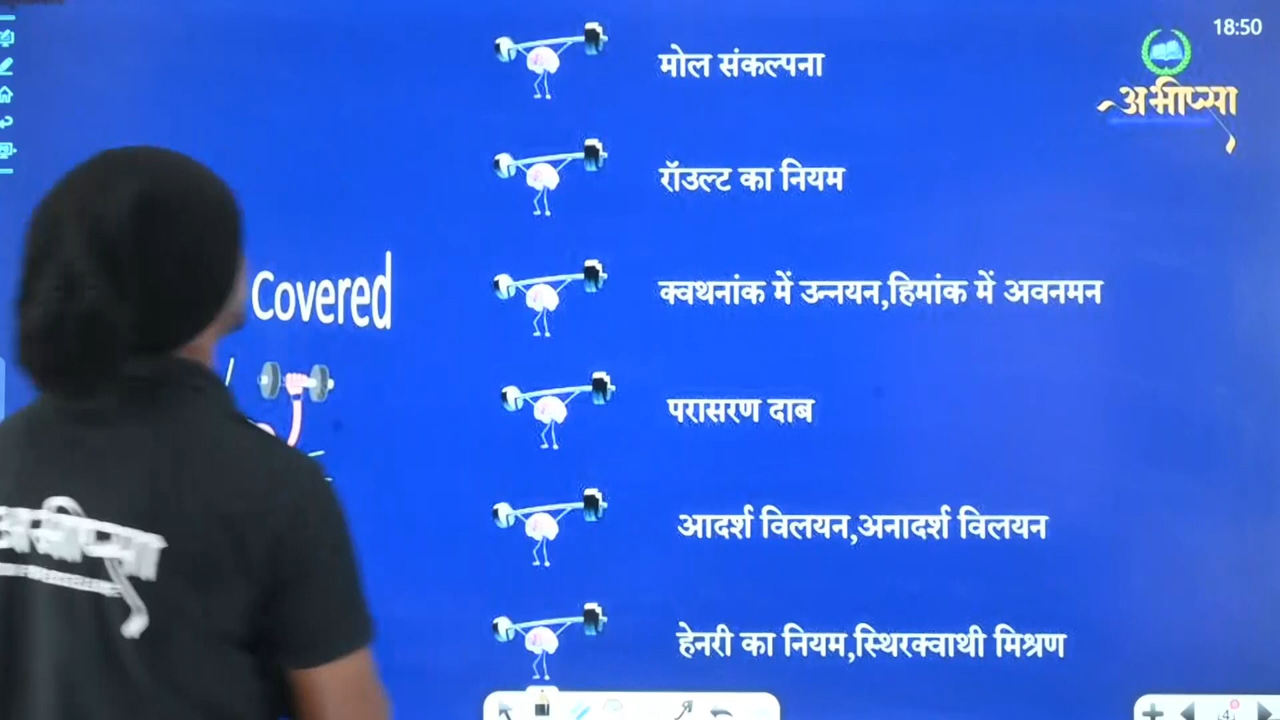 18:50
अभीप्सा
मोल संकल्पना
रॉउल्ट का नियम
Covered
क्वथनांक में उन्नयन,हिमांक में अवनमन
परासरण दाब
आदर्श विलयन,अनादर्श विलयन
हेनरी का नियम,स्थिरक्वाथी मिश्रण